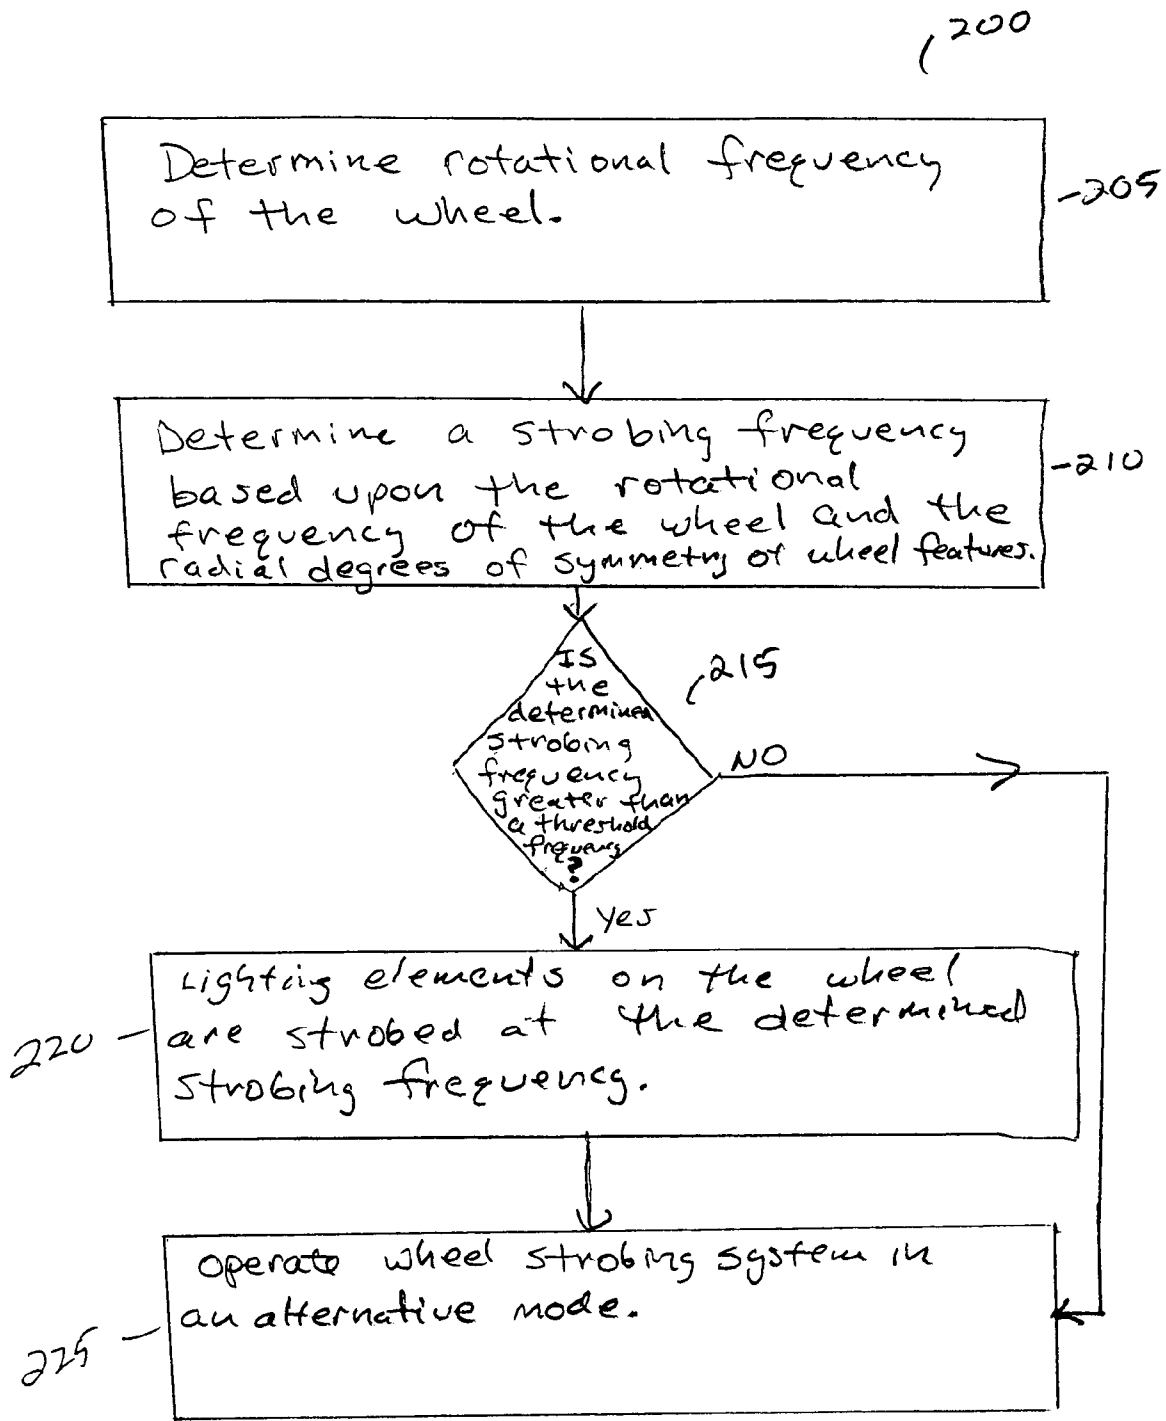 200
Determine rotational frequency
of the wheel.
205
Determine a strobing frequency
based upon the rotational
frequency of the wheel and the
radial degrees of symmetry of wheel features.
210
Is
the
determined
strobing
frequency
greater than
a threshold
frequency
?
215
NO
yes
Lighting elements on the wheel
are strobed at the determined
strobing frequency.
220
operate wheel strobing system in
an alternative mode.
225